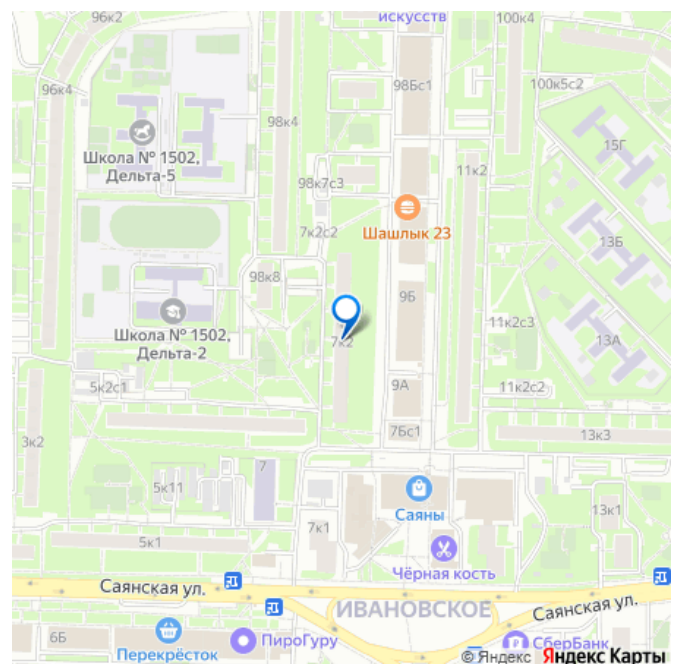 96к2
искусств
100к4
96к4
98Бс1
100к5с2
98к4
15Г
Школа № 1502,
Дельта-5
11к2
98к7с3
Шашлык 23
7к2с2
13Б
98к8
9Б
11к2с3
Школа № 1502,
Дельта-2
7к2
13А
5к2с1
9А
11к2с2
3к2
7Бс1
13к3
7
5к11
Саяны
13к1
7к1
5к1
Чёрная кость
Саянская ул.
ИВАНОВСКОЕ
Саянская ул.
6Б
ПироГуру
СберБанк
Перекрёсток
© Яндекс Яндекс Карты